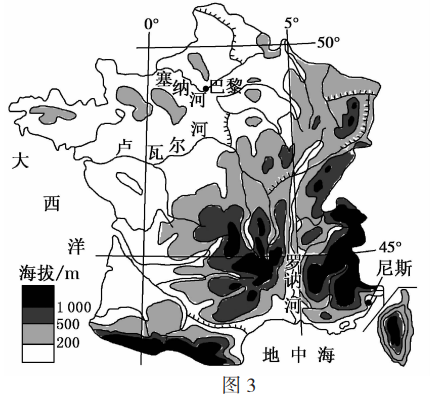 0°
5°
50°
塞纳河
巴黎
卢瓦尔河
大西洋
45°
罗讷河
尼斯
海拔/m
1 000
500
200
地中海
图 3